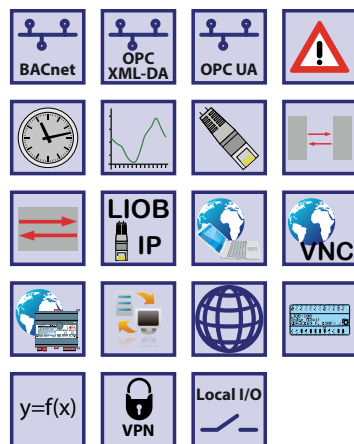 BACnet
OPC
XML-DA
OPC UA
LIOB
IP
VNC
y=f(x)
VPN
Local I/O